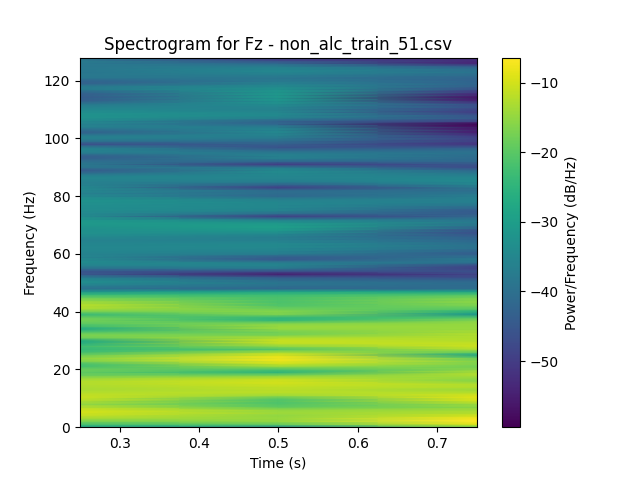 Spectrogram for Fz - non_alc_train_51.csv
120
100
80
60
40
20
0
Frequency (Hz)
0.3 0.4 0.5 0.6 0.7
Time (s)
−10
−20
−30
−40
−50
Power/Frequency (dB/Hz)